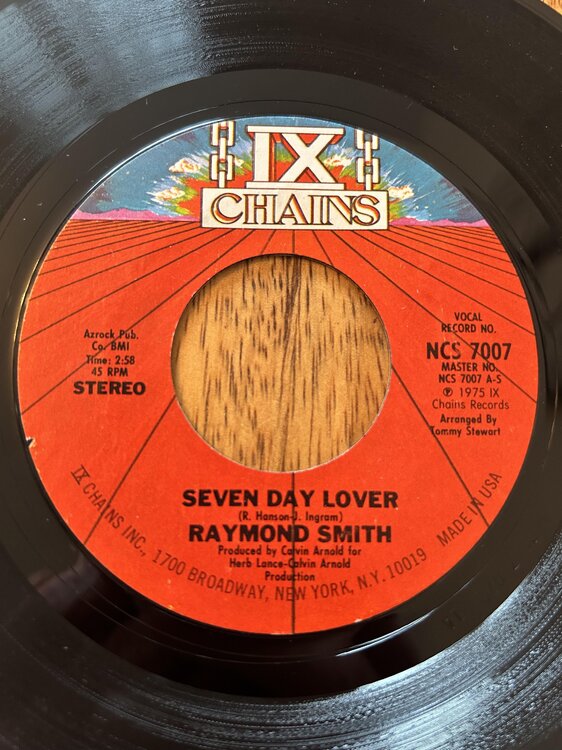 IX
CHAINS
Azrock Pub.
Co. BMI
Time: 2:58
45 RPM
STEREO
VOCAL
RECORD NO.
NCS 7007
MASTER NO.
NCS 7007 A-S
℗ 1975 IX
Chains Records
Arranged By
Tommy Stewart
SEVEN DAY LOVER
(R. Hanson-J. Ingram)
RAYMOND SMITH
Produced by Calvin Arnold for
Herb Lance-Calvin Arnold
Production
IX CHAINS INC., 1700 BROADWAY, NEW YORK, N.Y. 10019 MADE IN USA